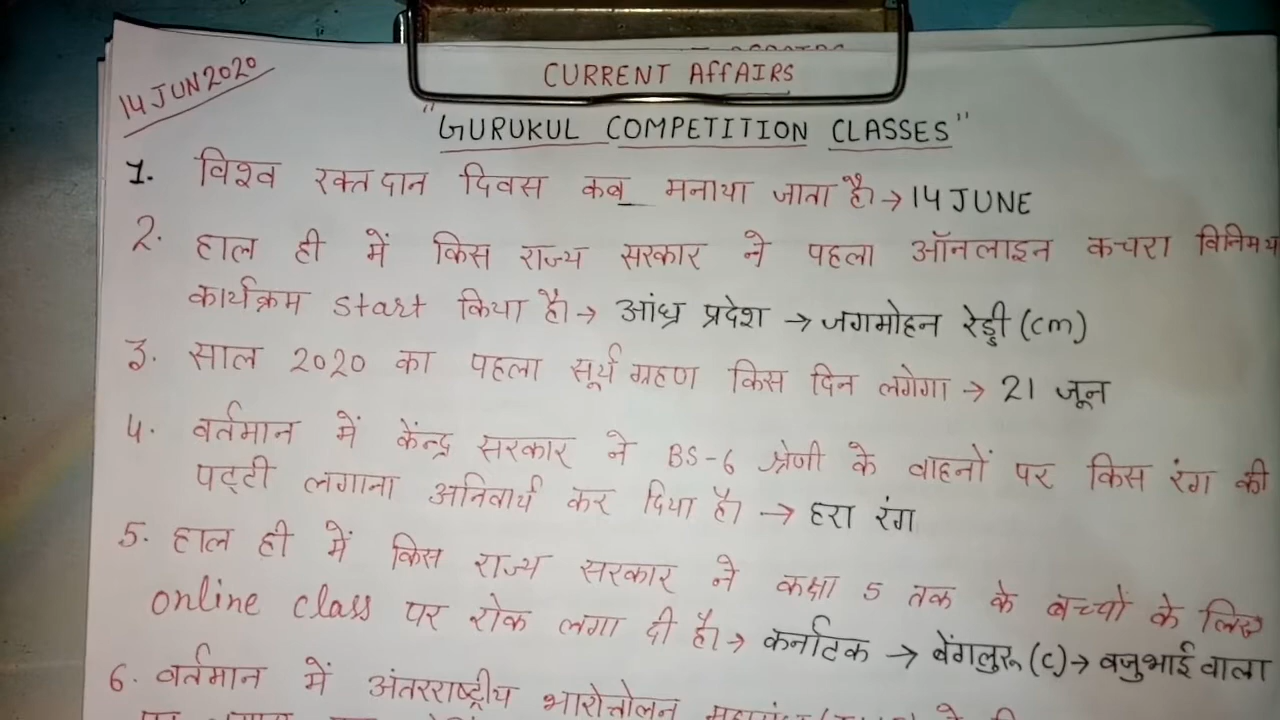 14 JUN 2020
CURRENT AFFAIRS
"GURUKUL COMPETITION CLASSES"
1. विश्व रक्तदान दिवस कब मनाया जाता है। → 14 JUNE
2. हाल ही में किस राज्य सरकार ने पहला ऑनलाइन कचरा विनिमय
कार्यक्रम start किया है। → आंध्र प्रदेश → जगमोहन रेड्डी (cm)
3. साल 2020 का पहला सूर्य ग्रहण किस दिन लगेगा → 21 जून
4. वर्तमान में केंन्द्र सरकार ने BS-6 श्रेणी के वाहनों पर किस रंग की
पट्टी लगाना अनिवार्य कर दिया है। → हरा रंग
5. हाल ही में किस राज्य सरकार ने कक्षा 5 तक के बच्चों के लिए
online class पर रोक लगा दी है। → कर्नाटक → बेंगलुरू (C) → वजुभाई वाला
6. वर्तमान में अंतरराष्ट्रीय भारोत्तोलन